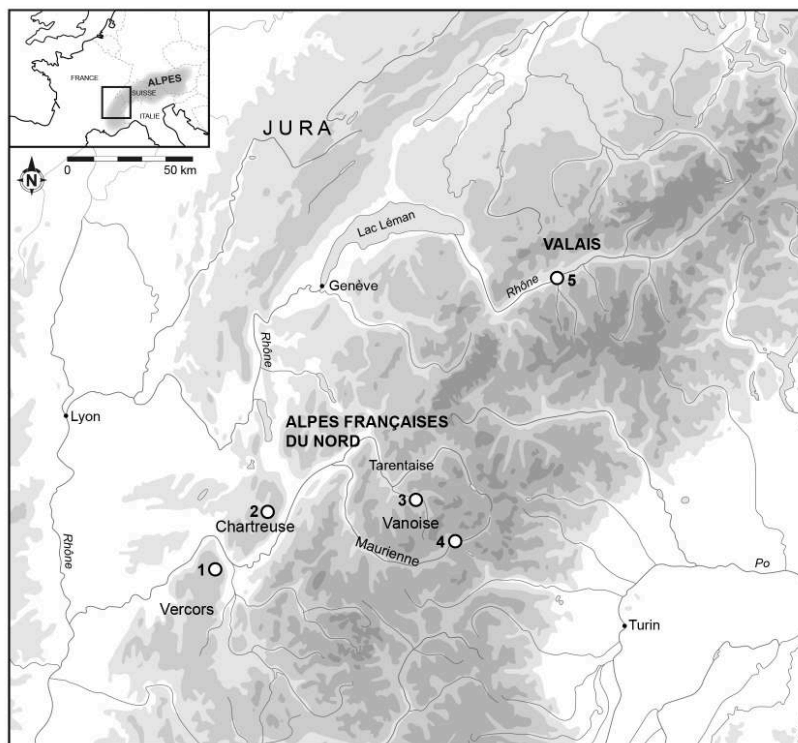 FRANCE
ALPES
SUISSE
ITALIE
N
0
50 km
JURA
Lac Léman
VALAIS
Genève
Rhône
5
Rhône
Lyon
ALPES FRANÇAISES
DU NORD
Tarentaise
3
2
Vanoise
Chartreuse
4
Maurienne
Rhône
1
Po
Vercors
Turin